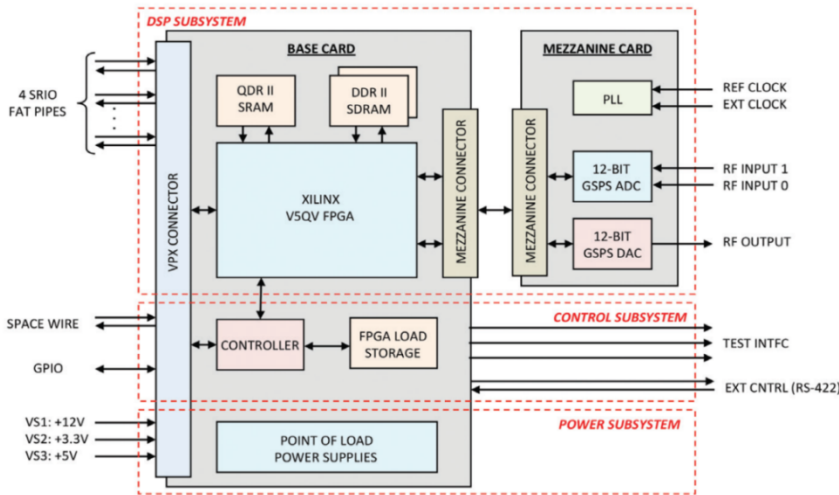 DSP SUBSYSTEM
BASE CARD
MEZZANINE CARD
4 SRIO
FAT PIPES
QDR II
SRAM
DDR II
SDRAM
PLL
REF CLOCK
EXT CLOCK
VPX CONNECTOR
XILINX
V5QV FPGA
MEZZANINE CONNECTOR
MEZZANINE CONNECTOR
12-BIT
GSPS ADC
RF INPUT 1
RF INPUT 0
12-BIT
GSPS DAC
RF OUTPUT
CONTROL SUBSYSTEM
SPACE WIRE
GPIO
CONTROLLER
FPGA LOAD
STORAGE
TEST INTFC
EXT CNTRL (RS-422)
POWER SUBSYSTEM
VS1: +12V
VS2: +3.3V
VS3: +5V
POINT OF LOAD
POWER SUPPLIES